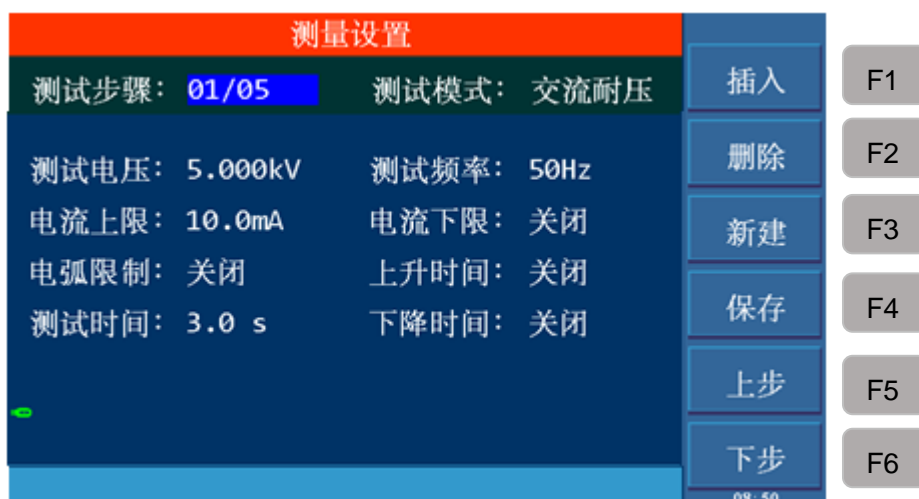 测量设置
测试步骤: 01/05 测试模式: 交流耐压
测试电压: 5.000kV 测试频率: 50Hz
电流上限: 10.0mA 电流下限: 关闭
电弧限制: 关闭 上升时间: 关闭
测试时间: 3.0 s 下降时间: 关闭
插入 F1
删除 F2
新建 F3
保存 F4
上步 F5
下步 F6
08:50